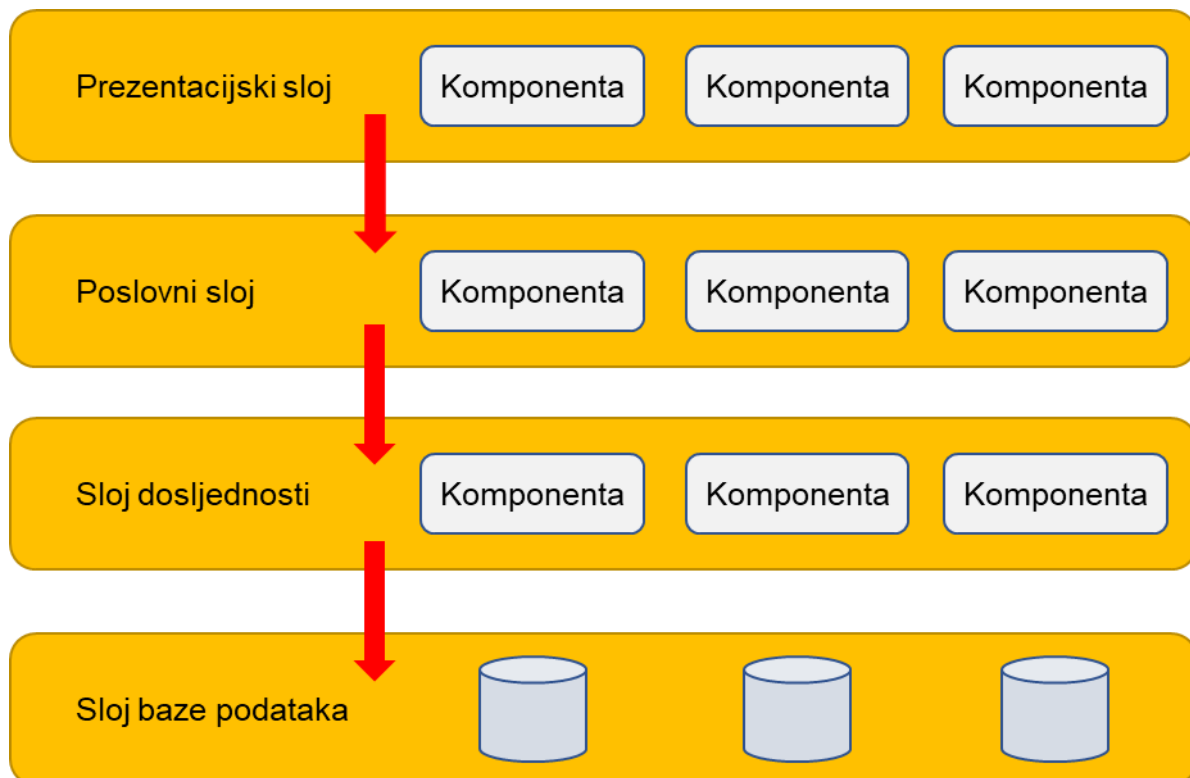 Prezentacijski sloj Komponenta Komponenta Komponenta
Poslovni sloj Komponenta Komponenta Komponenta
Sloj dosljednosti Komponenta Komponenta Komponenta
Sloj baze podataka